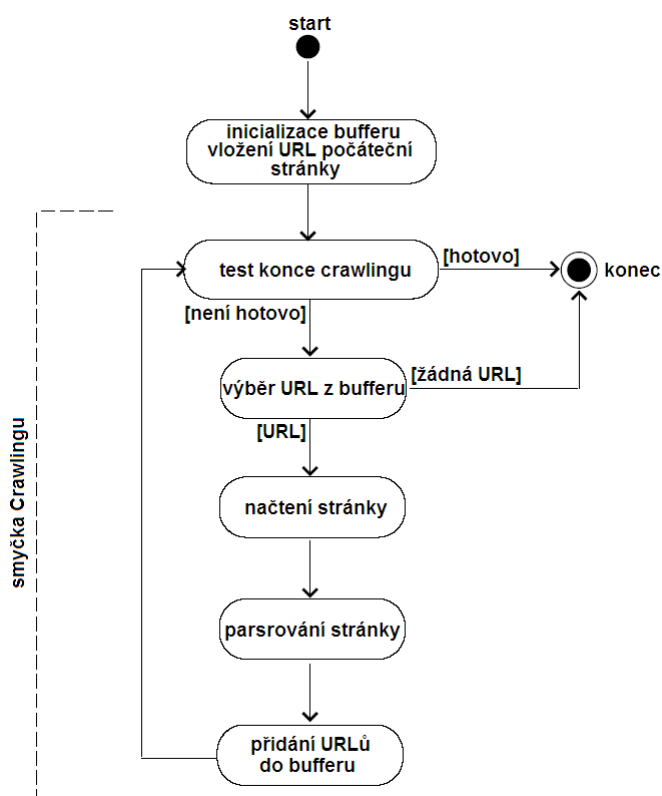 start
inicializace bufferu
vložení URL počáteční
stránky
test konce crawlingu
[hotovo]
konec
[není hotovo]
výběr URL z bufferu
[žádná URL]
[URL]
smyčka Crawlingu
načtení stránky
parsrování stránky
přidání URLů
do bufferu